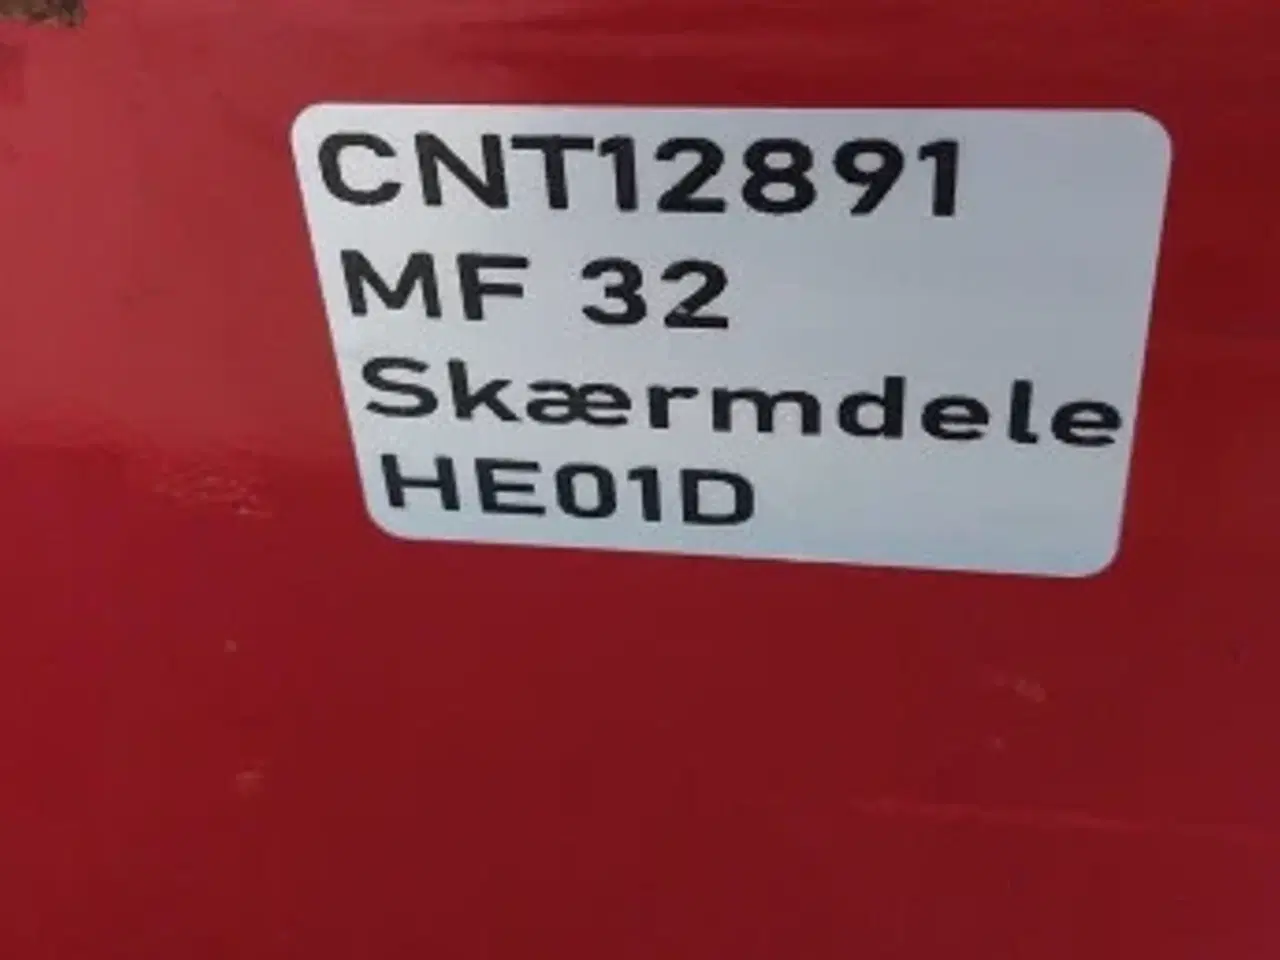 CNT12891
MF 32
Skærmdele
HE01D